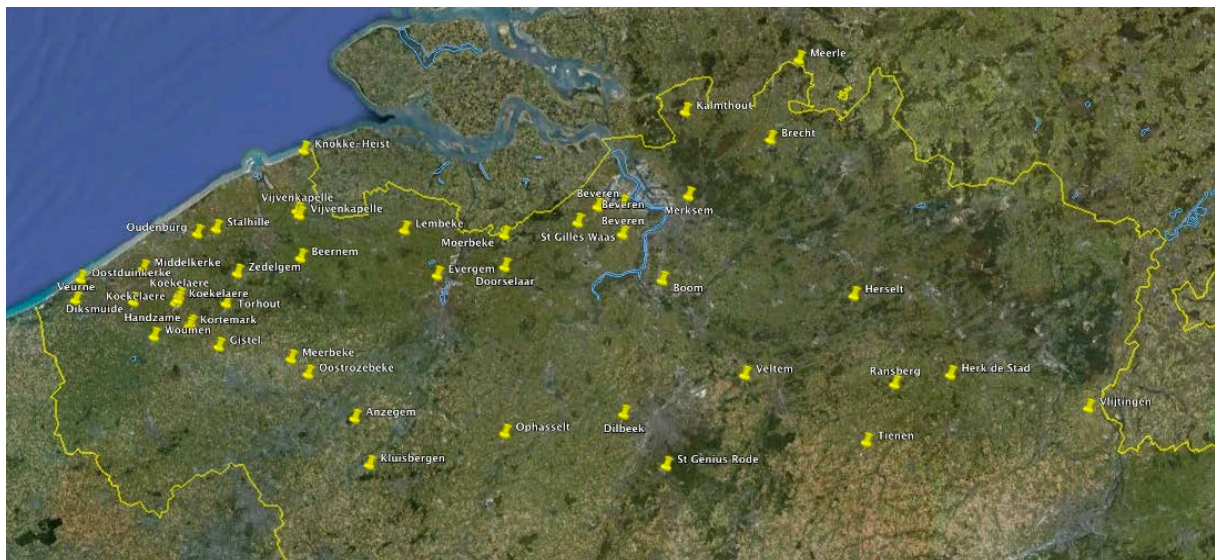 Meerle
Kalmthout
Brecht
Knokke-Heist
Vijvenkapelle
Vijvenkapelle
Beveren
Beveren
Merksem
Oudenburg
Stalhille
Lembeke
Beveren
Moerbeke
St Gilles Waas
Beernem
Middelkerke
Zedelgem
Evergem
Doorselaar
Oostduinkerke
Koekelaere
Boom
Veurne
Koekelaere
Koekelaere
Herselt
Diksmuide
Torhout
Handzame
Kortemark
Woumen
Gistel
Meerbeke
Oostrozebeke
Veltem
Ransberg
Herk de Stad
Vlijtingen
Anzegem
Ophasselt
Dilbeek
Tienen
Kluisbergen
St Genius Rode